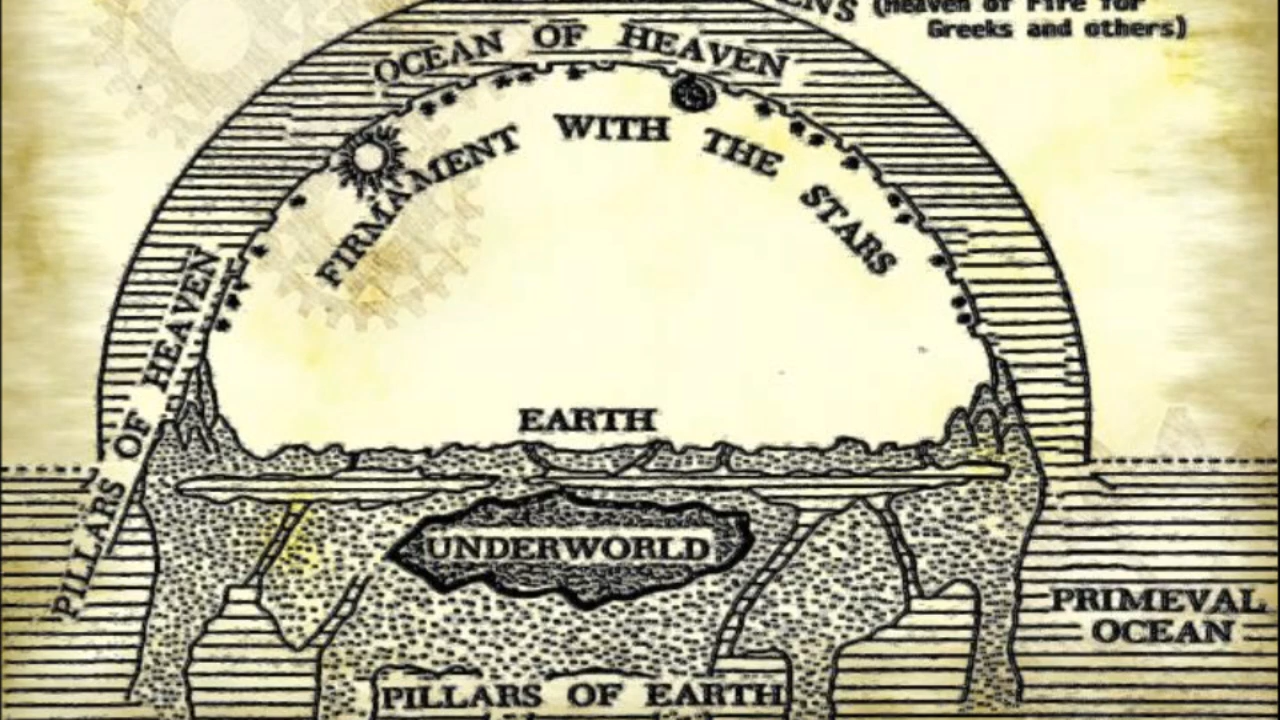 (Heaven of Fire for
Greeks and others)
OCEAN OF HEAVEN
FIRMAMENT WITH THE STARS
PILLARS OF HEAVEN
EARTH
UNDERWORLD
PRIMEVAL
OCEAN
PILLARS OF EARTH